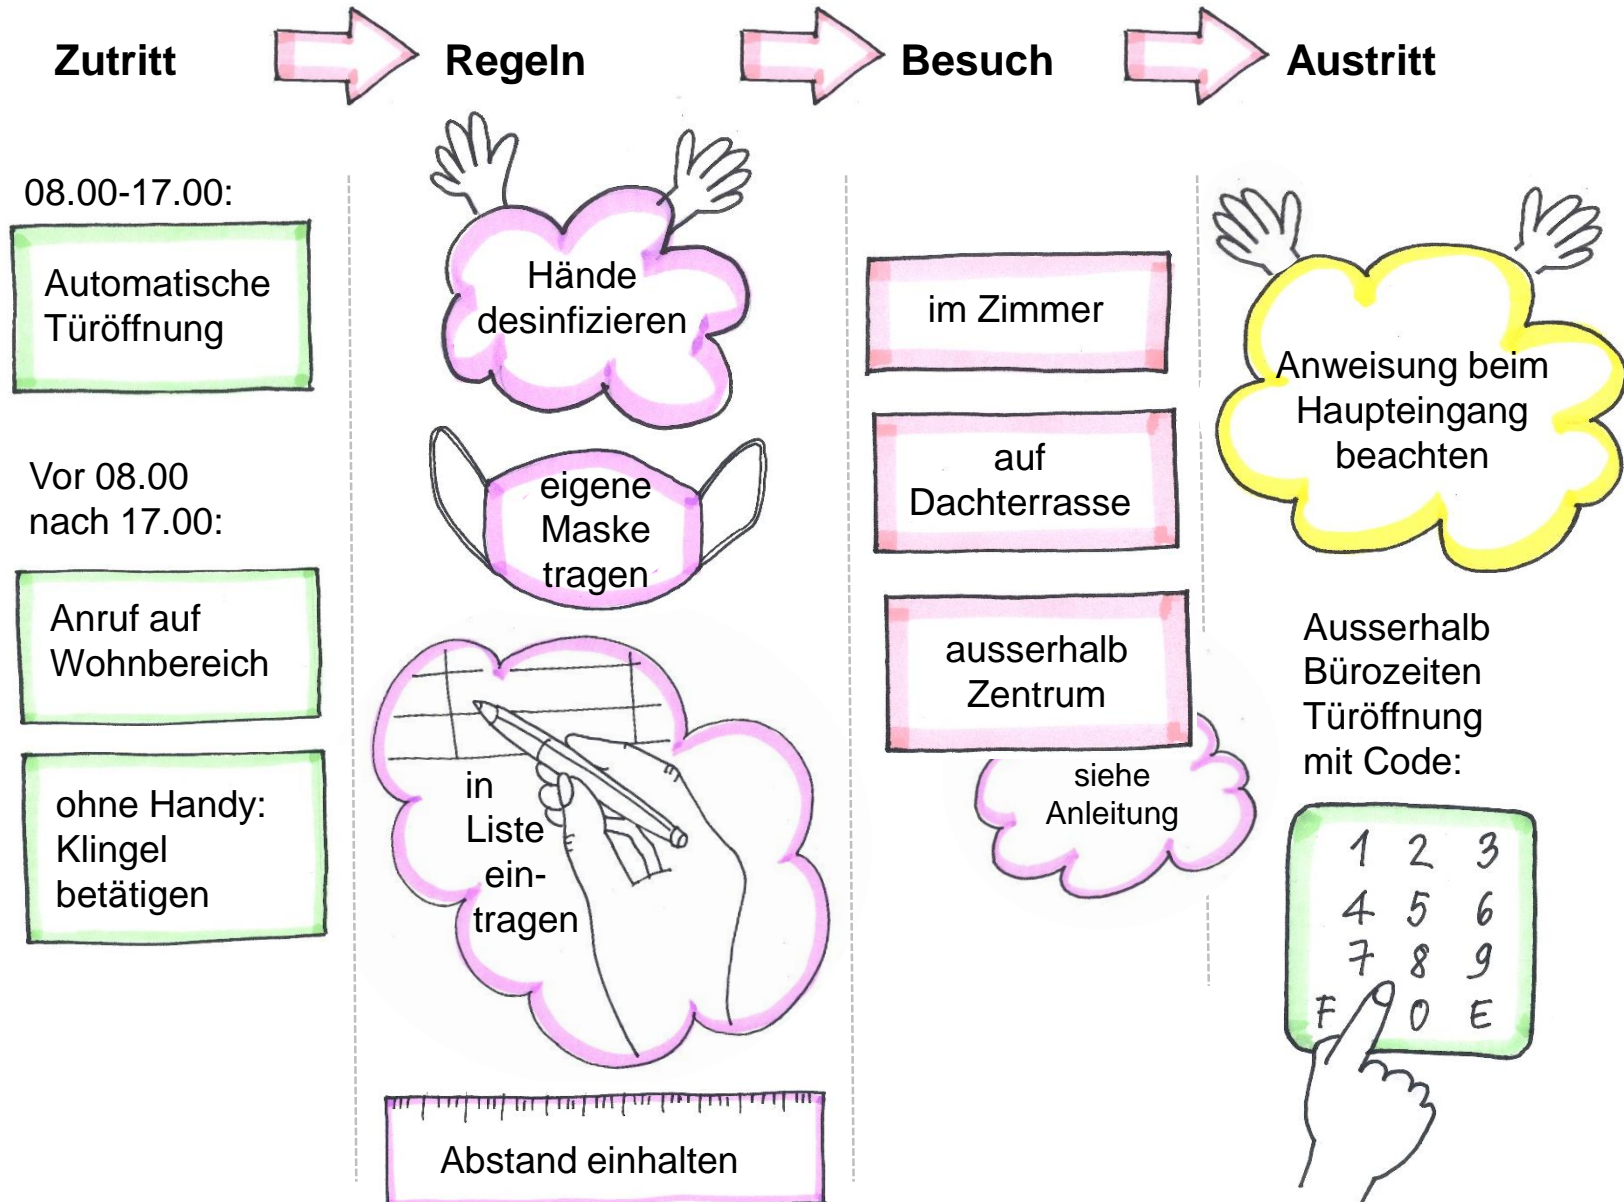 Zutritt
Regeln
Besuch
Austritt
08.00-17.00:
Automatische
Türöffnung
Vor 08.00
nach 17.00:
Anruf auf
Wohnbereich
ohne Handy:
Klingel
betätigen
Hände
desinfizieren
eigene
Maske
tragen
in
Liste
ein-
tragen
Abstand einhalten
im Zimmer
auf
Dachterrasse
ausserhalb
Zentrum
siehe
Anleitung
Anweisung beim
Haupteingang
beachten
Ausserhalb
Bürozeiten
Türöffnung
mit Code:
1 2 3
4 5 6
7 8 9
F 0 E